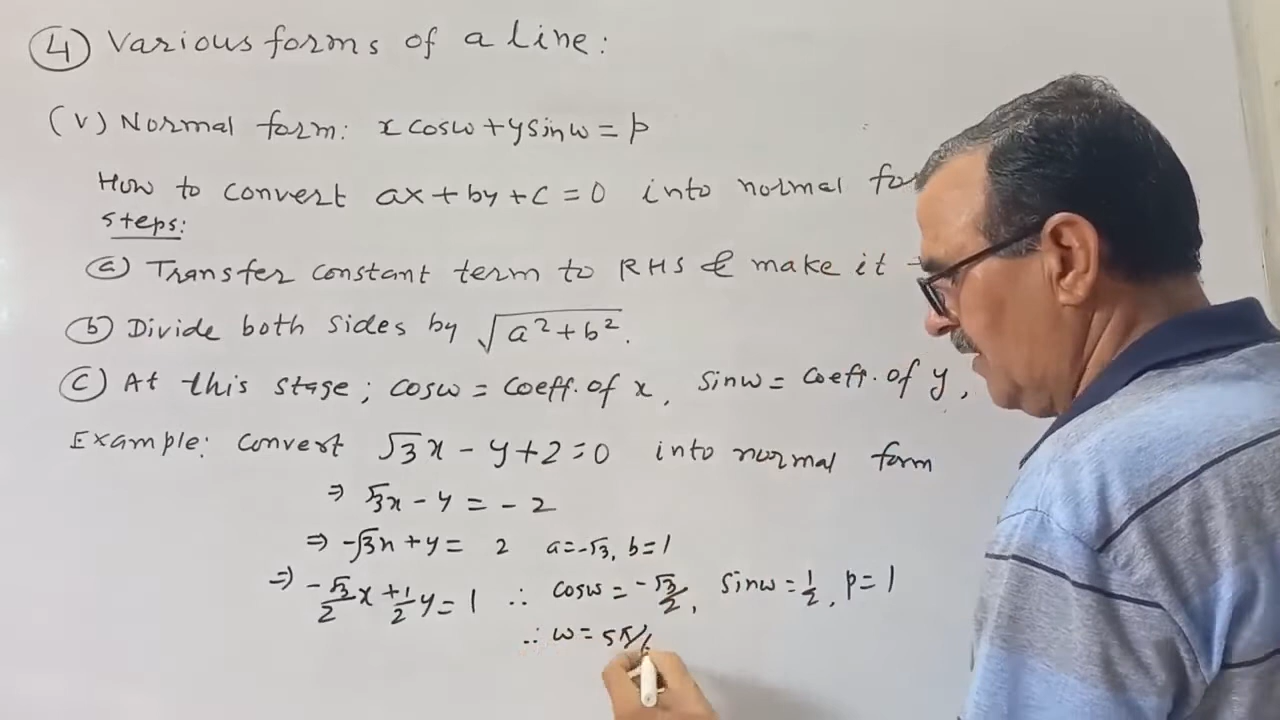 ④ Various forms of a line:
(v) Normal form: x cosω + y sinω = p
How to convert ax + by + c = 0 into normal
steps:
ⓐ Transfer constant term to RHS & make it
ⓑ Divide both sides by √(a² + b²).
ⓒ At this stage; cosω = coeff. of x, sinω = coeff. of y,
Example: convert √3x - y + 2 = 0 into normal form
⇒ √3x - y = - 2
⇒ -√3x + y = 2 a = -√3, b = 1
⇒ -√3/2 x + 1/2 y = 1 ∴ cosω = -√3/2, sinω = 1/2, p = 1
∴ ω = 5π/